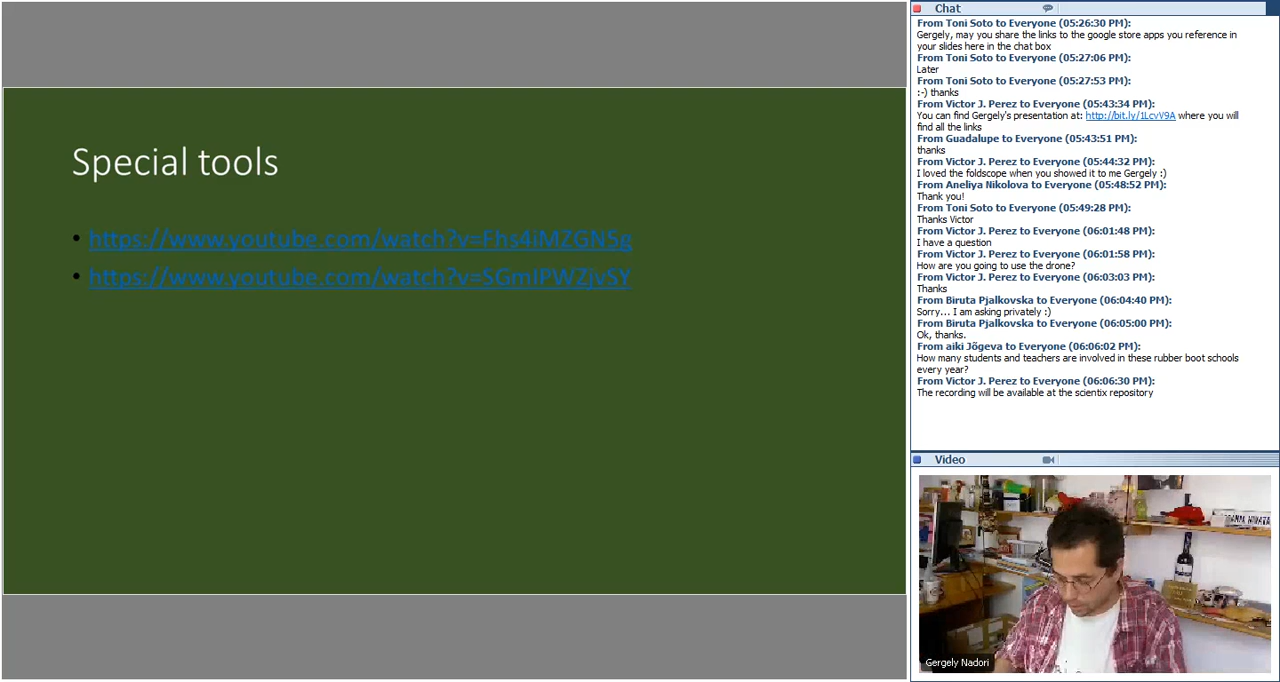 Special tools
• https://www.youtube.com/watch?v=Fhs4iMZGN5g
• https://www.youtube.com/watch?v=SGmIPWZjvSY
Chat
From Toni Soto to Everyone (05:26:30 PM):
Gergely, may you share the links to the google store apps you reference in
your slides here in the chat box
From Toni Soto to Everyone (05:27:06 PM):
Later
From Toni Soto to Everyone (05:27:53 PM):
:-) thanks
From Victor J. Perez to Everyone (05:43:34 PM):
You can find Gergely's presentation at: http://bit.ly/1LcvV9A where you will
find all the links
From Guadalupe to Everyone (05:43:51 PM):
thanks
From Victor J. Perez to Everyone (05:44:32 PM):
I loved the foldscope when you showed it to me Gergely :)
From Aneliya Nikolova to Everyone (05:48:52 PM):
Thank you!
From Toni Soto to Everyone (05:49:28 PM):
Thanks Victor
From Victor J. Perez to Everyone (06:01:48 PM):
I have a question
From Victor J. Perez to Everyone (06:01:58 PM):
How are you going to use the drone?
From Victor J. Perez to Everyone (06:03:03 PM):
Thanks
From Biruta Pjalkovska to Everyone (06:04:40 PM):
Sorry... I am asking privately :)
From Biruta Pjalkovska to Everyone (06:05:00 PM):
Ok, thanks.
From aiki Jõgeva to Everyone (06:06:02 PM):
How many students and teachers are involved in these rubber boot schools
every year?
From Victor J. Perez to Everyone (06:06:30 PM):
The recording will be available at the scientix repository
Video
Gergely Nadori